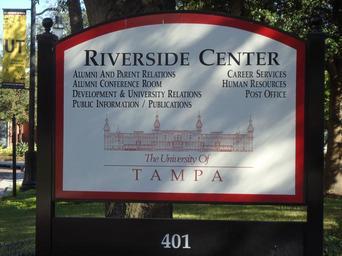 UT
RIVERSIDE CENTER
ALUMNI AND PARENT RELATIONS CAREER SERVICES
ALUMNI CONFERENCE ROOM HUMAN RESOURCES
DEVELOPMENT & UNIVERSITY RELATIONS POST OFFICE
PUBLIC INFORMATION / PUBLICATIONS
The University Of
TAMPA
401